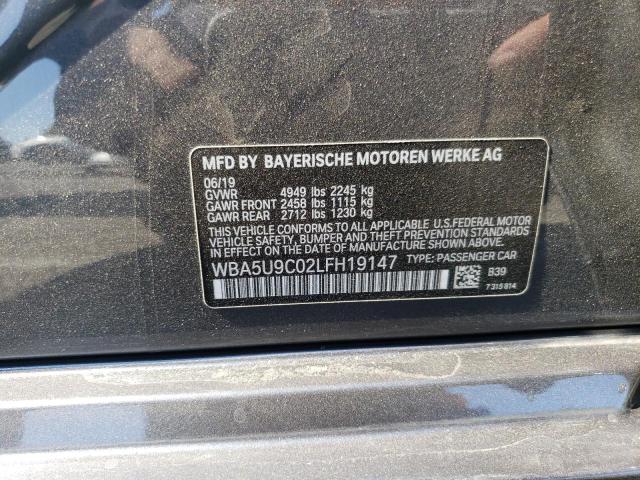 MFD BY BAYERISCHE MOTOREN WERKE AG
06/19
GVWR 4949 lbs 2245 kg
GAWR FRONT 2458 lbs 1115 kg
GAWR REAR 2712 lbs 1230 kg
THIS VEHICLE CONFORMS TO ALL APPLICABLE U.S.FEDERAL MOTOR
VEHICLE SAFETY, BUMPER, AND THEFT PREVENTION STANDARDS
IN EFFECT ON THE DATE OF MANUFACTURE SHOWN ABOVE.
WBA5U9C02LFH19147 TYPE: PASSENGER CAR
B39
7315814